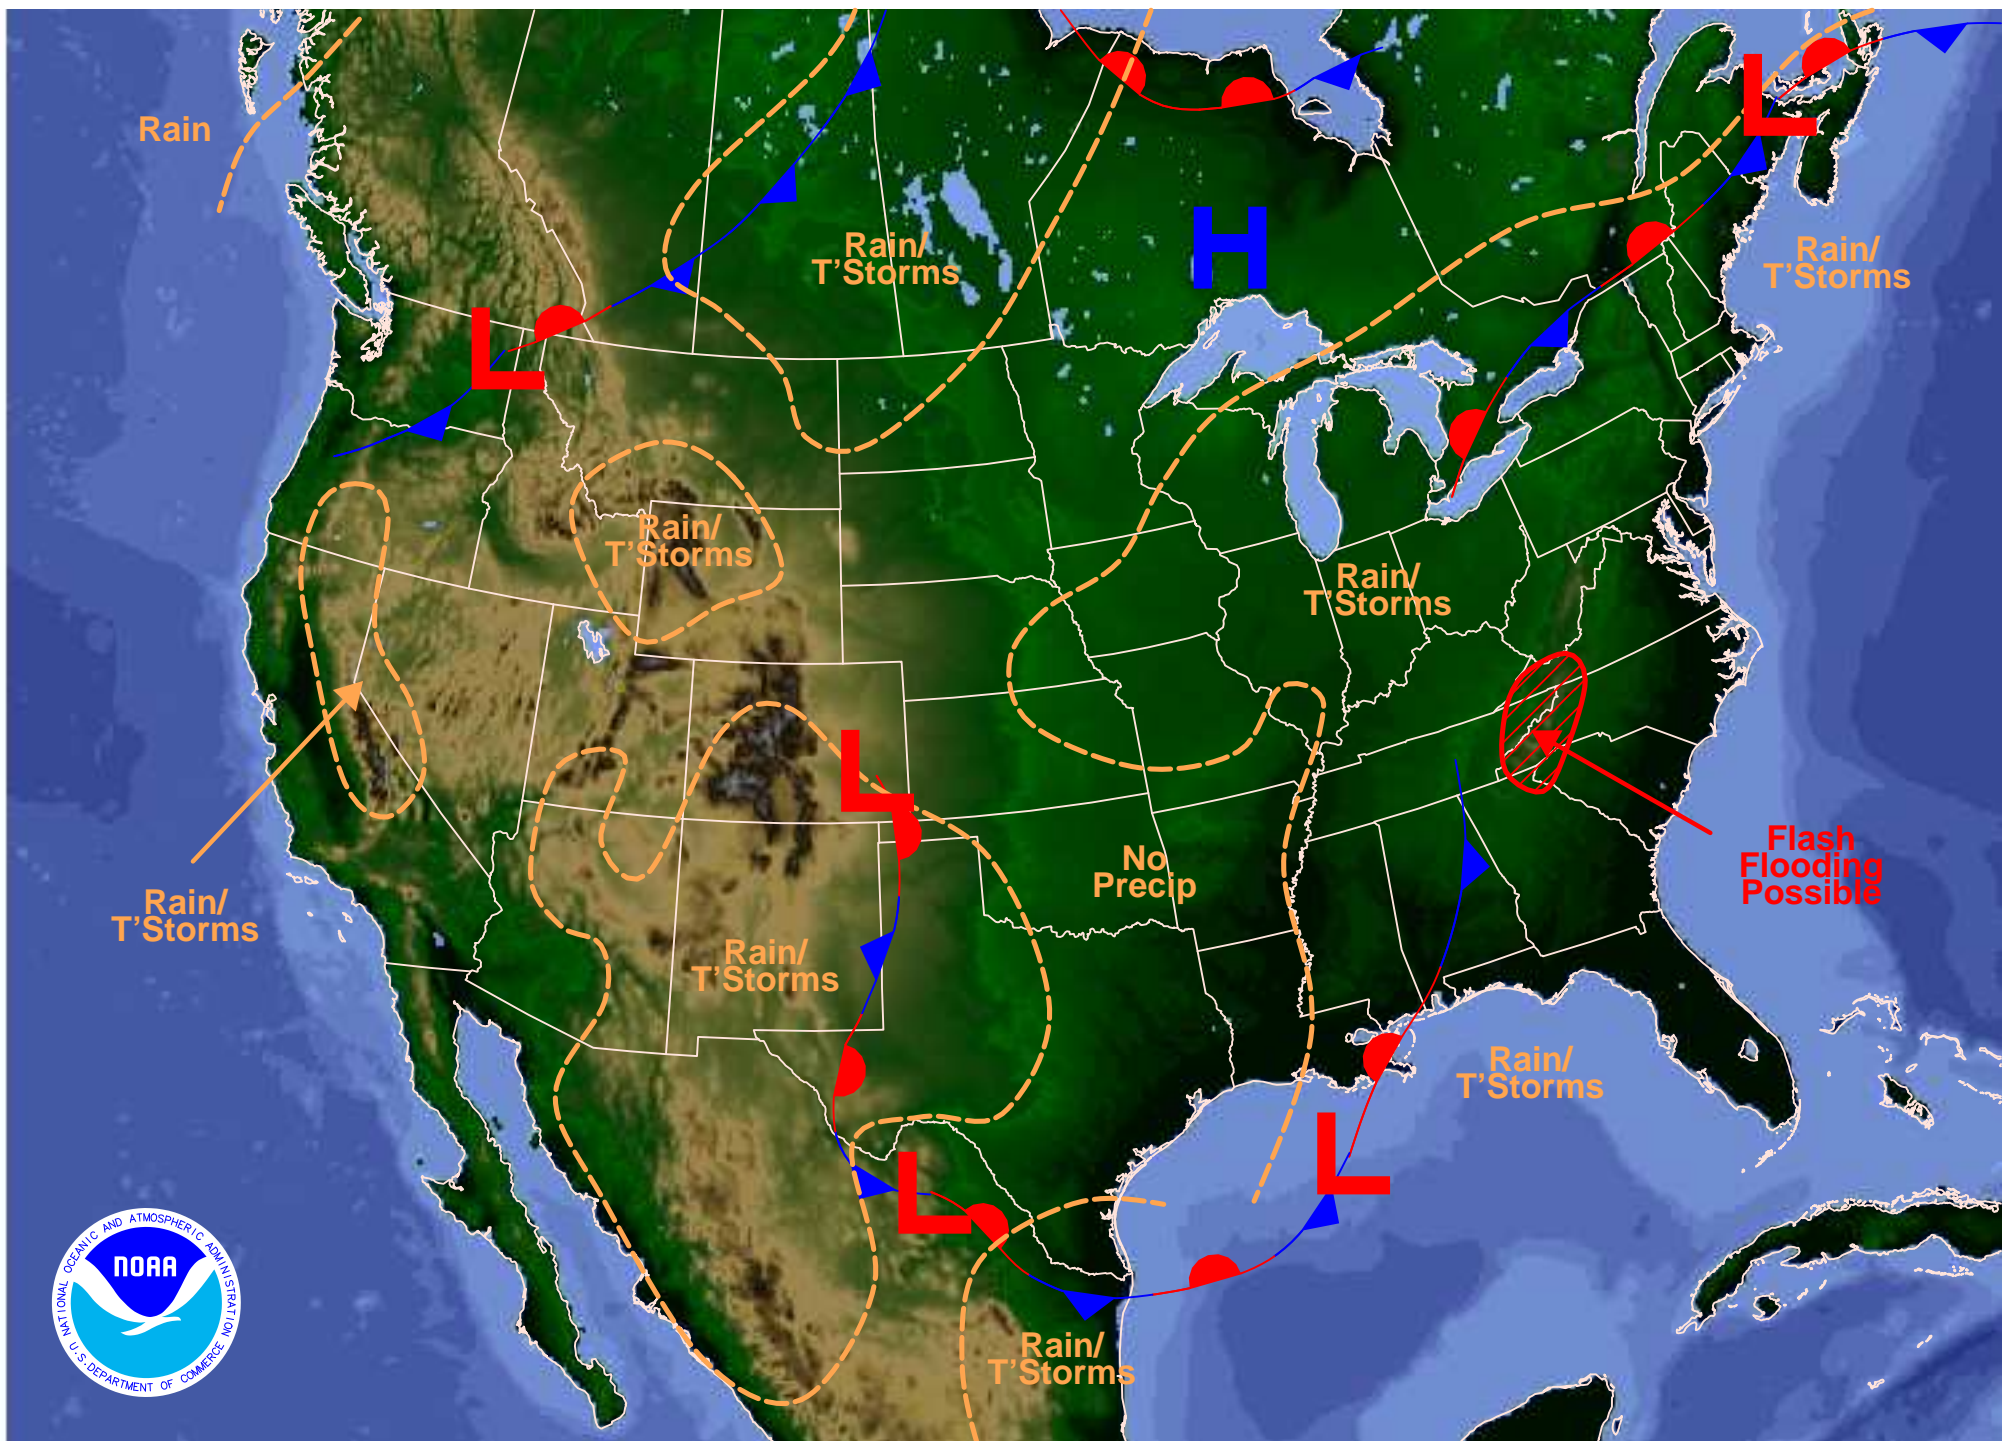 Rain
L
H
Rain/
T'Storms
Rain/
T'Storms
L
Rain/
T'Storms
Rain/
T'Storms
L
Flash
Flooding
Possible
No
Precip
Rain/
T'Storms
Rain/
T'Storms
Rain/
T'Storms
L
L
Rain/
T'Storms
NATIONAL OCEANIC AND ATMOSPHERIC ADMINISTRATION
NOAA
U.S. DEPARTMENT OF COMMERCE